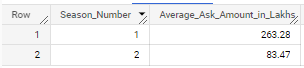 Row Season_Number Average_Ask_Amount_in_Lakhs
1 1 263.28
2 2 83.47